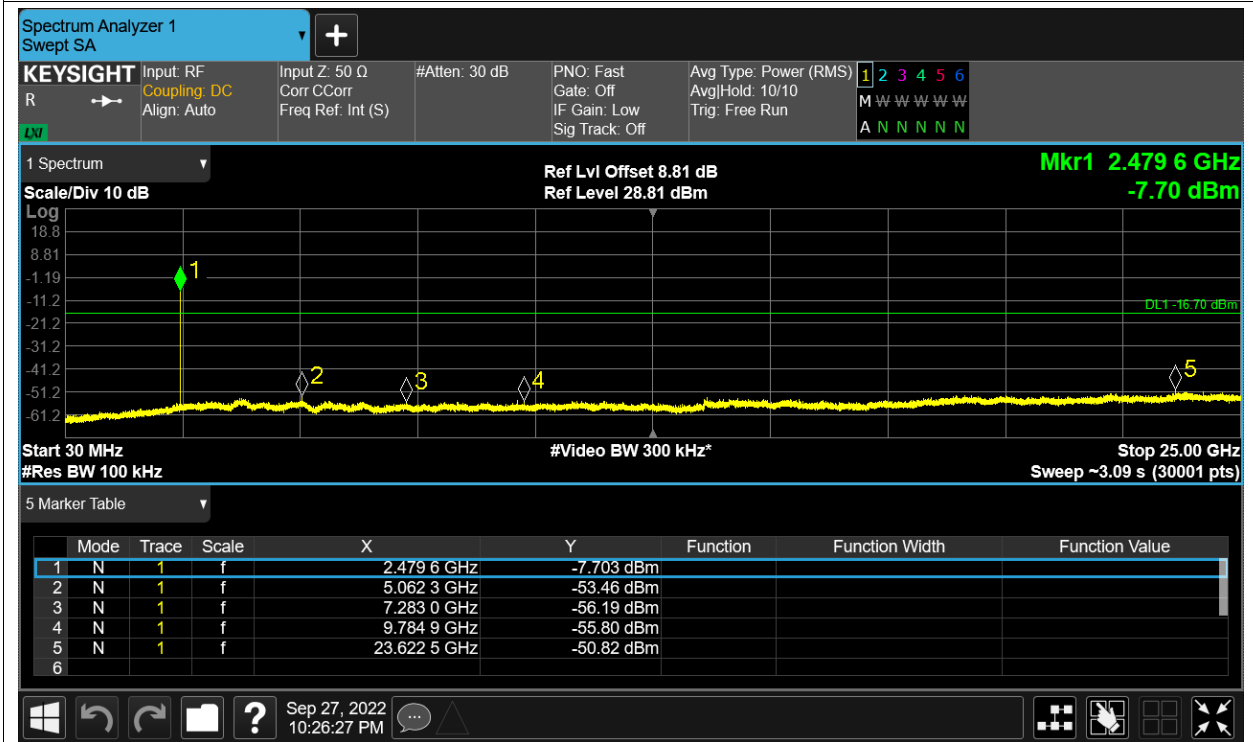 Spectrum Analyzer 1
Swept SA
+
KEYSIGHT
R
LXI
Input: RF
Coupling: DC
Align: Auto
Input Z: 50 Ω
Corr CCorr
Freq Ref: Int (S)
#Atten: 30 dB
PNO: Fast
Gate: Off
IF Gain: Low
Sig Track: Off
Avg Type: Power (RMS)
Avg|Hold: 10/10
Trig: Free Run
1 2 3 4 5 6
M W W W W W
A N N N N N
1 Spectrum
Scale/Div 10 dB
Ref Lvl Offset 8.81 dB
Ref Level 28.81 dBm
Mkr1 2.479 6 GHz
-7.70 dBm
Log
18.8
8.81
-1.19
-11.2
-21.2
-31.2
-41.2
-51.2
-61.2
1
DL1 -16.70 dBm
2
3
4
5
Start 30 MHz
#Video BW 300 kHz*
Stop 25.00 GHz
#Res BW 100 kHz
Sweep ~3.09 s (30001 pts)
5 Marker Table
Mode Trace Scale X Y Function Function Width Function Value
1 N 1 f 2.479 6 GHz -7.703 dBm
2 N 1 f 5.062 3 GHz -53.46 dBm
3 N 1 f 7.283 0 GHz -56.19 dBm
4 N 1 f 9.784 9 GHz -55.80 dBm
5 N 1 f 23.622 5 GHz -50.82 dBm
6
?
Sep 27, 2022
10:26:27 PM